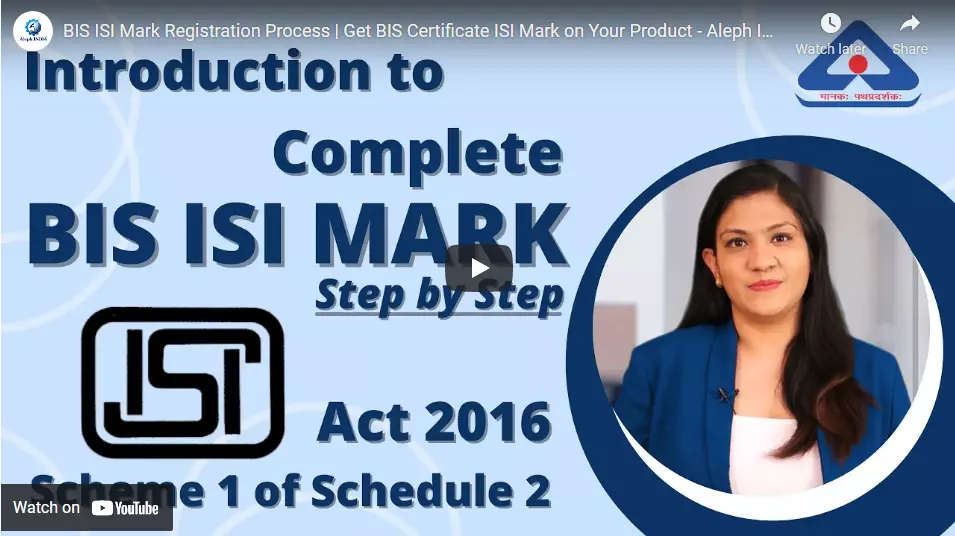 Aleph INDIA
BIS ISI Mark Registration Process | Get BIS Certificate ISI Mark on Your Product - Aleph I...
Watch later
Share
Introduction to
मानकः पथप्रदर्शकः
Complete
BIS ISI MARK
Step by Step
ISI
Act 2016
Scheme 1 of Schedule 2
Watch on
YouTube